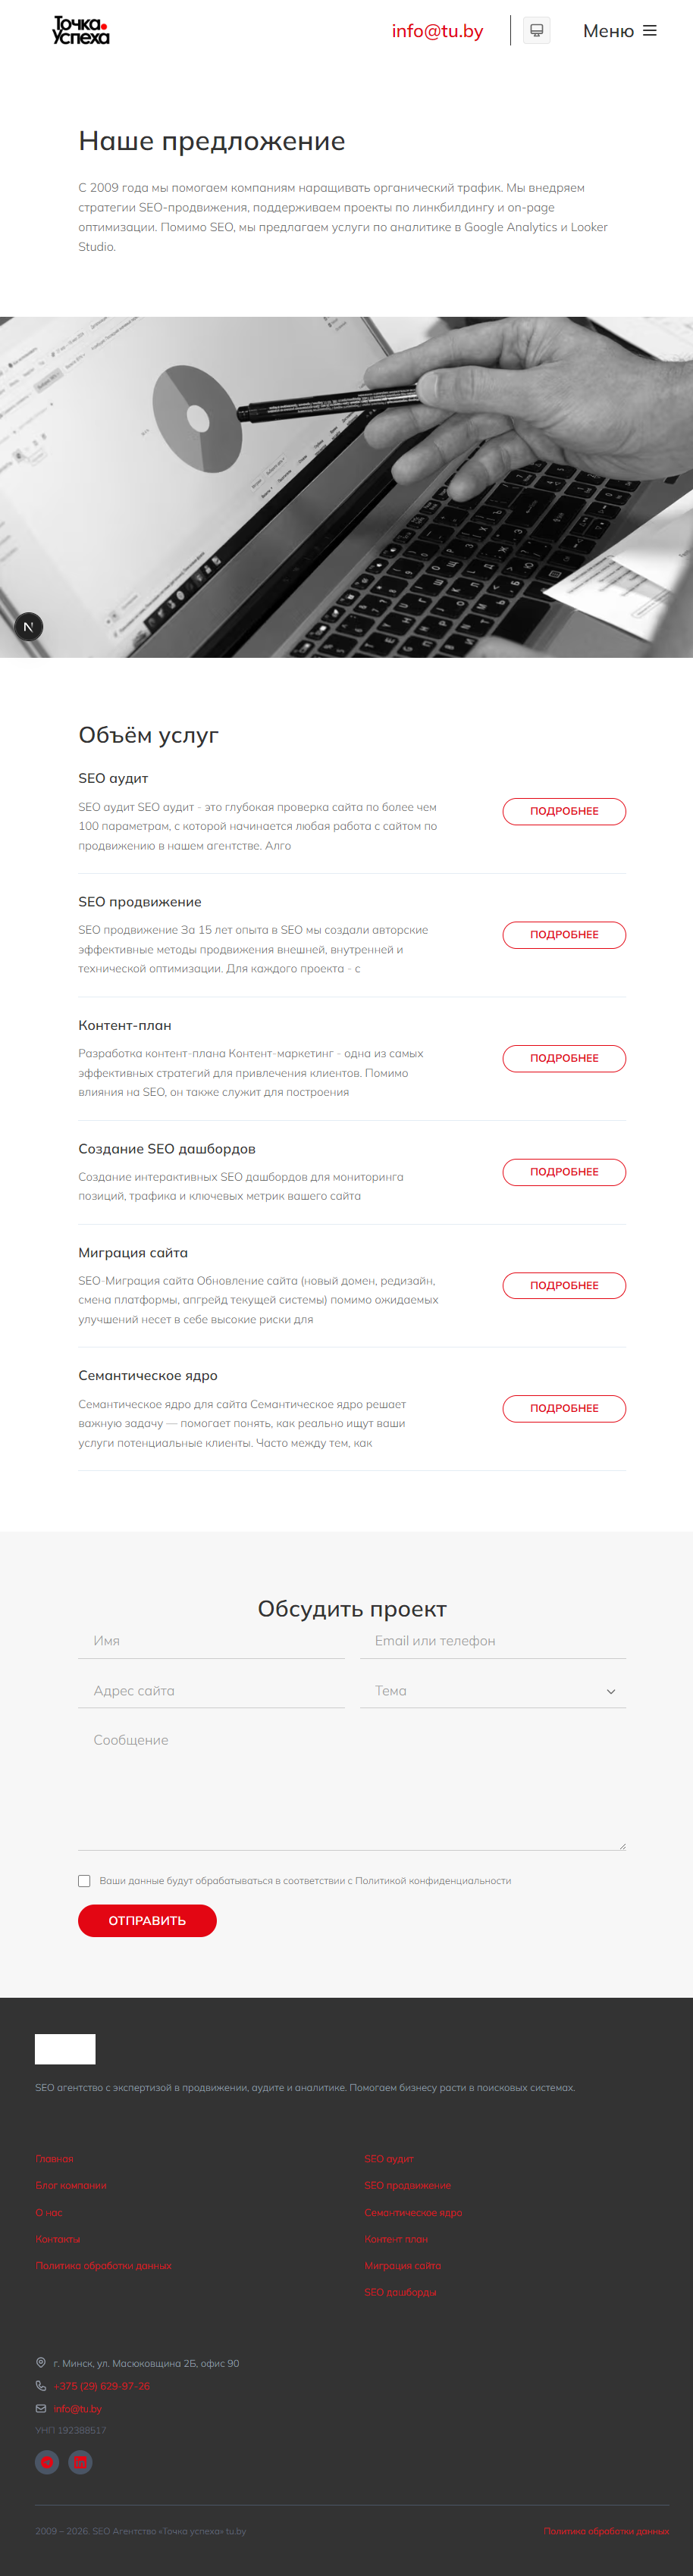 Точка
Успеха
info@tu.by
Меню
Наше предложение
С 2009 года мы помогаем компаниям наращивать органический трафик. Мы внедряем
стратегии SEO-продвижения, поддерживаем проекты по линкбилдингу и on-page
оптимизации. Помимо SEO, мы предлагаем услуги по аналитике в Google Analytics и Looker
Studio.
N
Объём услуг
SEO аудит
SEO аудит SEO аудит - это глубокая проверка сайта по более чем
100 параметрам, с которой начинается любая работа с сайтом по
продвижению в нашем агентстве. Алго
ПОДРОБНЕЕ
SEO продвижение
SEO продвижение За 15 лет опыта в SEO мы создали авторские
эффективные методы продвижения внешней, внутренней и
технической оптимизации. Для каждого проекта - с
ПОДРОБНЕЕ
Контент-план
Разработка контент-плана Контент-маркетинг - одна из самых
эффективных стратегий для привлечения клиентов. Помимо
влияния на SEO, он также служит для построения
ПОДРОБНЕЕ
Создание SEO дашбордов
Создание интерактивных SEO дашбордов для мониторинга
позиций, трафика и ключевых метрик вашего сайта
ПОДРОБНЕЕ
Миграция сайта
SEO-Миграция сайта Обновление сайта (новый домен, редизайн,
смена платформы, апгрейд текущей системы) помимо ожидаемых
улучшений несет в себе высокие риски для
ПОДРОБНЕЕ
Семантическое ядро
Семантическое ядро для сайта Семантическое ядро решает
важную задачу — помогает понять, как реально ищут ваши
услуги потенциальные клиенты. Часто между тем, как
ПОДРОБНЕЕ
Обсудить проект
Имя
Email или телефон
Адрес сайта
Тема
Сообщение
Ваши данные будут обрабатываться в соответствии с Политикой конфиденциальности
ОТПРАВИТЬ
SEO агентство с экспертизой в продвижении, аудите и аналитике. Помогаем бизнесу расти в поисковых системах.
Главная
Блог компании
О нас
Контакты
Политика обработки данных
SEO аудит
SEO продвижение
Семантическое ядро
Контент план
Миграция сайта
SEO дашборды
г. Минск, ул. Масюковщина 2Б, офис 90
+375 (29) 629-97-26
info@tu.by
УНП 192388517
2009 – 2026. SEO Агентство «Точка успеха» tu.by
Политика обработки данных